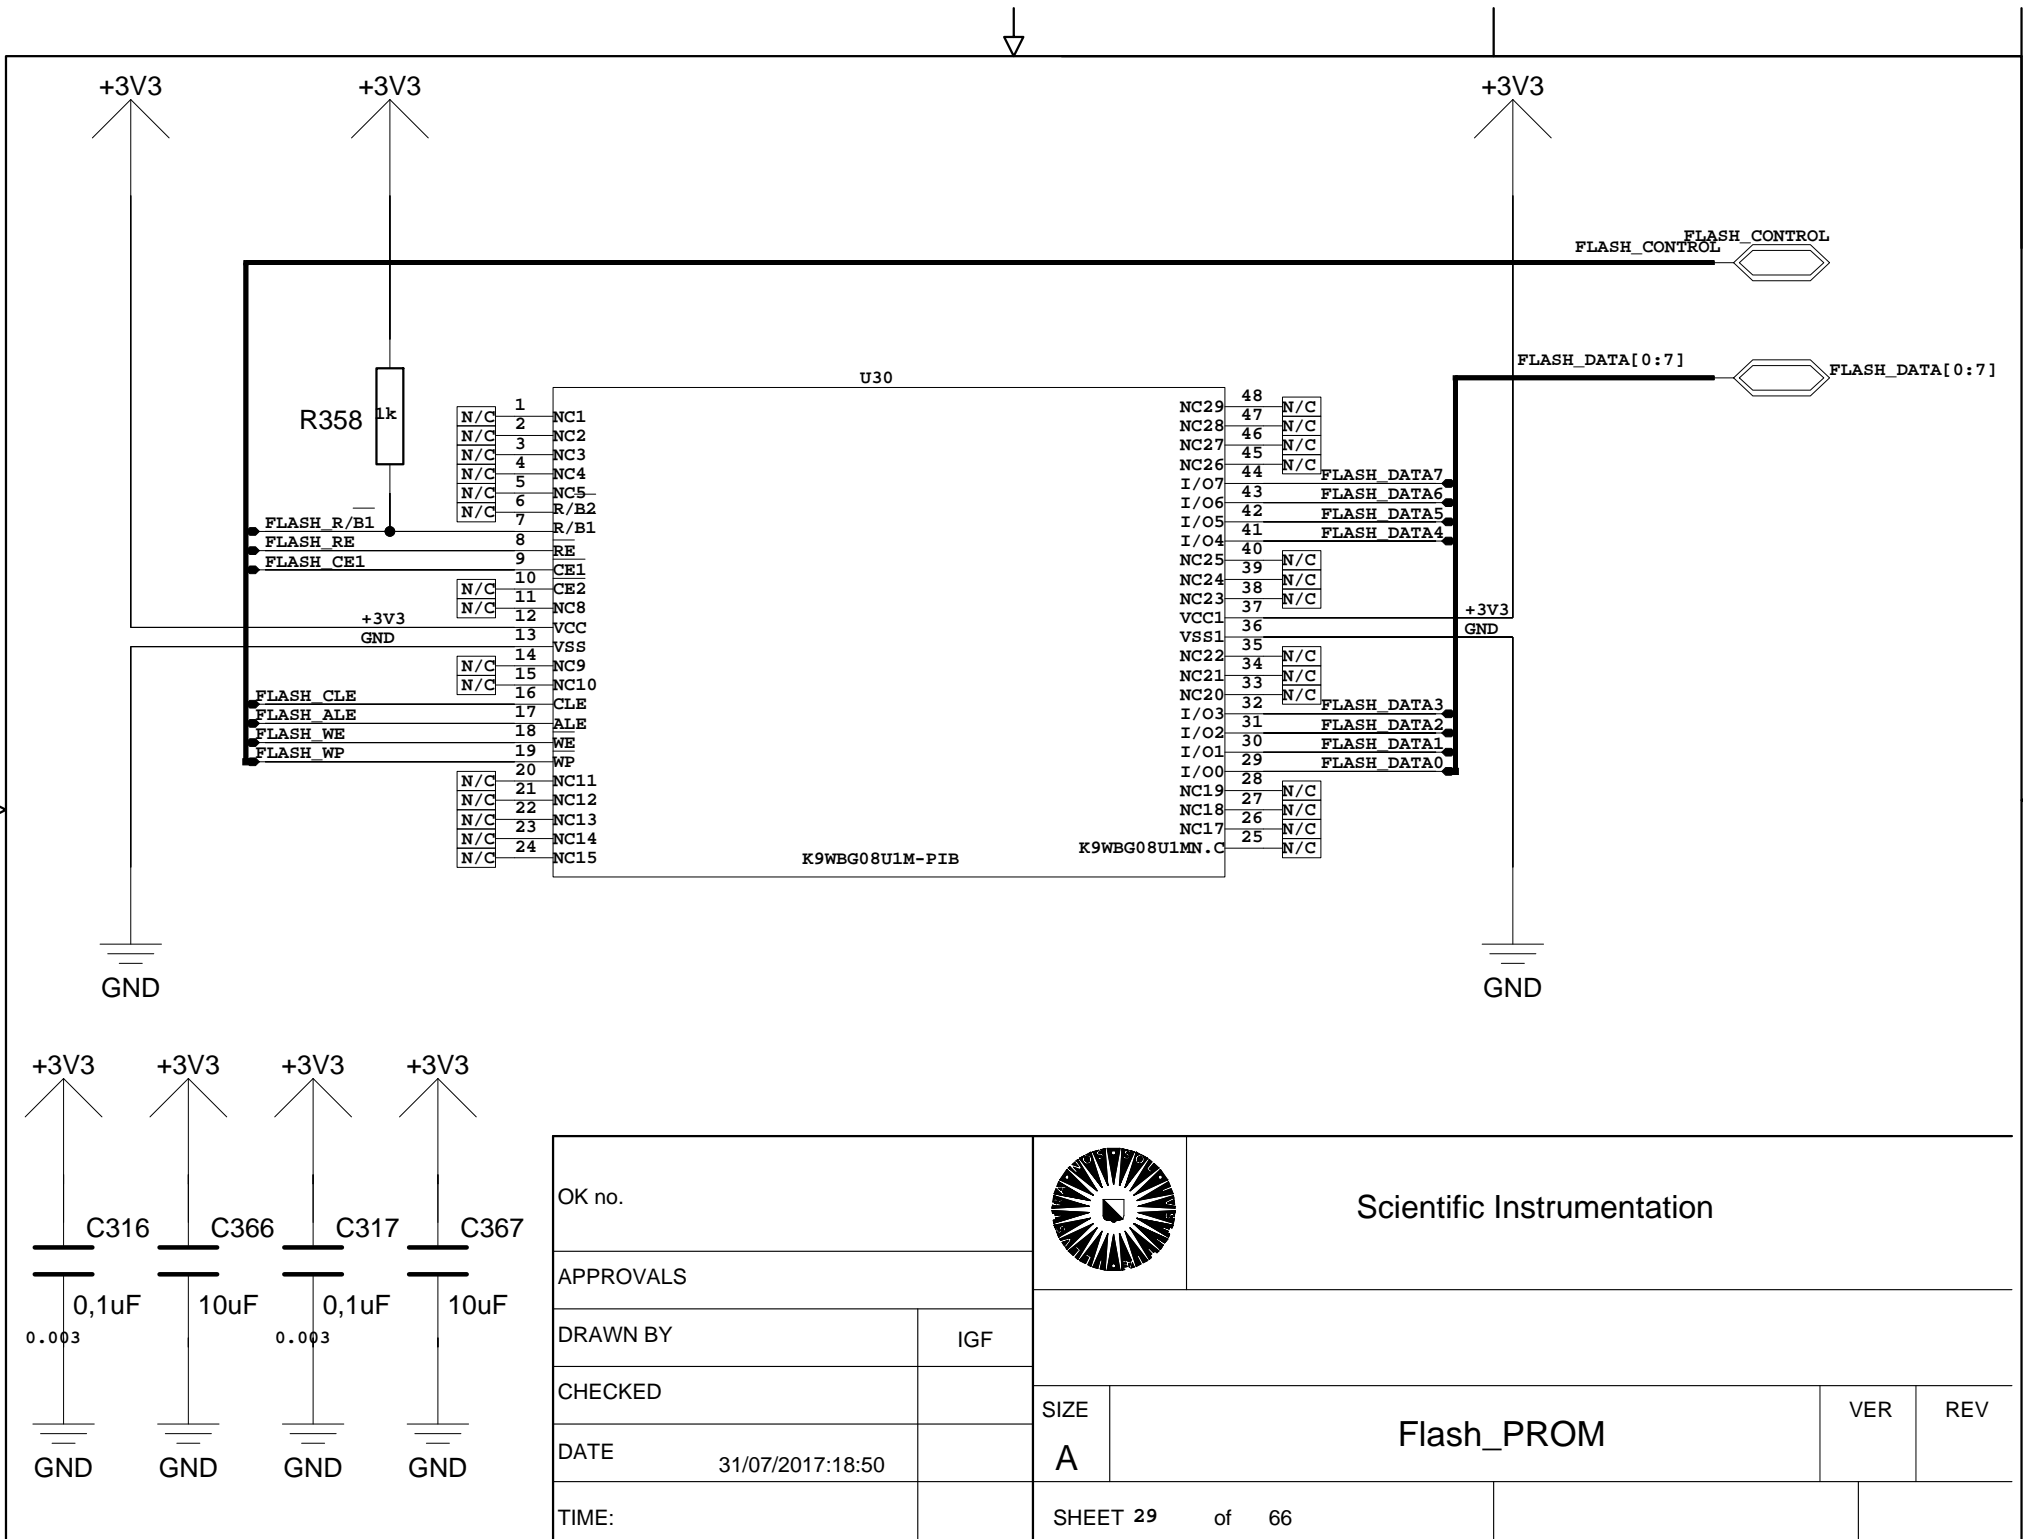 +3V3 +3V3 +3V3
FLASH_CONTROL
FLASH_CONTROL
FLASH_DATA[0:7]
FLASH_DATA[0:7]
U30
R358 1k
N/C 1 NC1
N/C 2 NC2
N/C 3 NC3
N/C 4 NC4
N/C 5 NC5
N/C 6 R/B2
FLASH_R/B1 7 R/B1
FLASH_RE 8 RE
FLASH_CE1 9 CE1
N/C 10 CE2
N/C 11 NC8
+3V3 12 VCC
GND 13 VSS
N/C 14 NC9
N/C 15 NC10
FLASH_CLE 16 CLE
FLASH_ALE 17 ALE
FLASH_WE 18 WE
FLASH_WP 19 WP
N/C 20 NC11
N/C 21 NC12
N/C 22 NC13
N/C 23 NC14
N/C 24 NC15
K9WBG08U1M-PIB
NC29 48 N/C
NC28 47 N/C
NC27 46 N/C
NC26 45 N/C
I/O7 44 FLASH_DATA7
I/O6 43 FLASH_DATA6
I/O5 42 FLASH_DATA5
I/O4 41 FLASH_DATA4
NC25 40 N/C
NC24 39 N/C
NC23 38 N/C
VCC1 37 +3V3
VSS1 36 GND
NC22 35 N/C
NC21 34 N/C
NC20 33 N/C
I/O3 32 FLASH_DATA3
I/O2 31 FLASH_DATA2
I/O1 30 FLASH_DATA1
I/O0 29 FLASH_DATA0
NC19 28 N/C
NC18 27 N/C
NC17 26 N/C
K9WBG08U1MN.C 25 N/C
GND GND
+3V3 +3V3 +3V3 +3V3
C316 C366 C317 C367
0,1uF 10uF 0,1uF 10uF
0.003 0.003
GND GND GND GND
OK no.
APPROVALS
DRAWN BY IGF
CHECKED
DATE 31/07/2017:18:50
TIME:
Scientific Instrumentation
SIZE
A
Flash_PROM
VER REV
SHEET 29 of 66